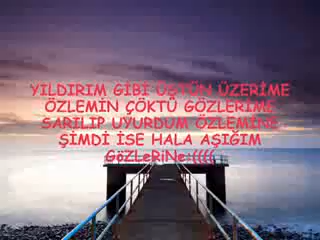 YILDIRIM GİBİ ÜSTÜN ÜZERİME
ÖZLEMİN ÇÖKTÜ GÖZLERİME
SARILIP UYURDUM ÖZLEMİNE
ŞİMDİ İSE HALA AŞIĞIM
GöZLeRiNe:((((